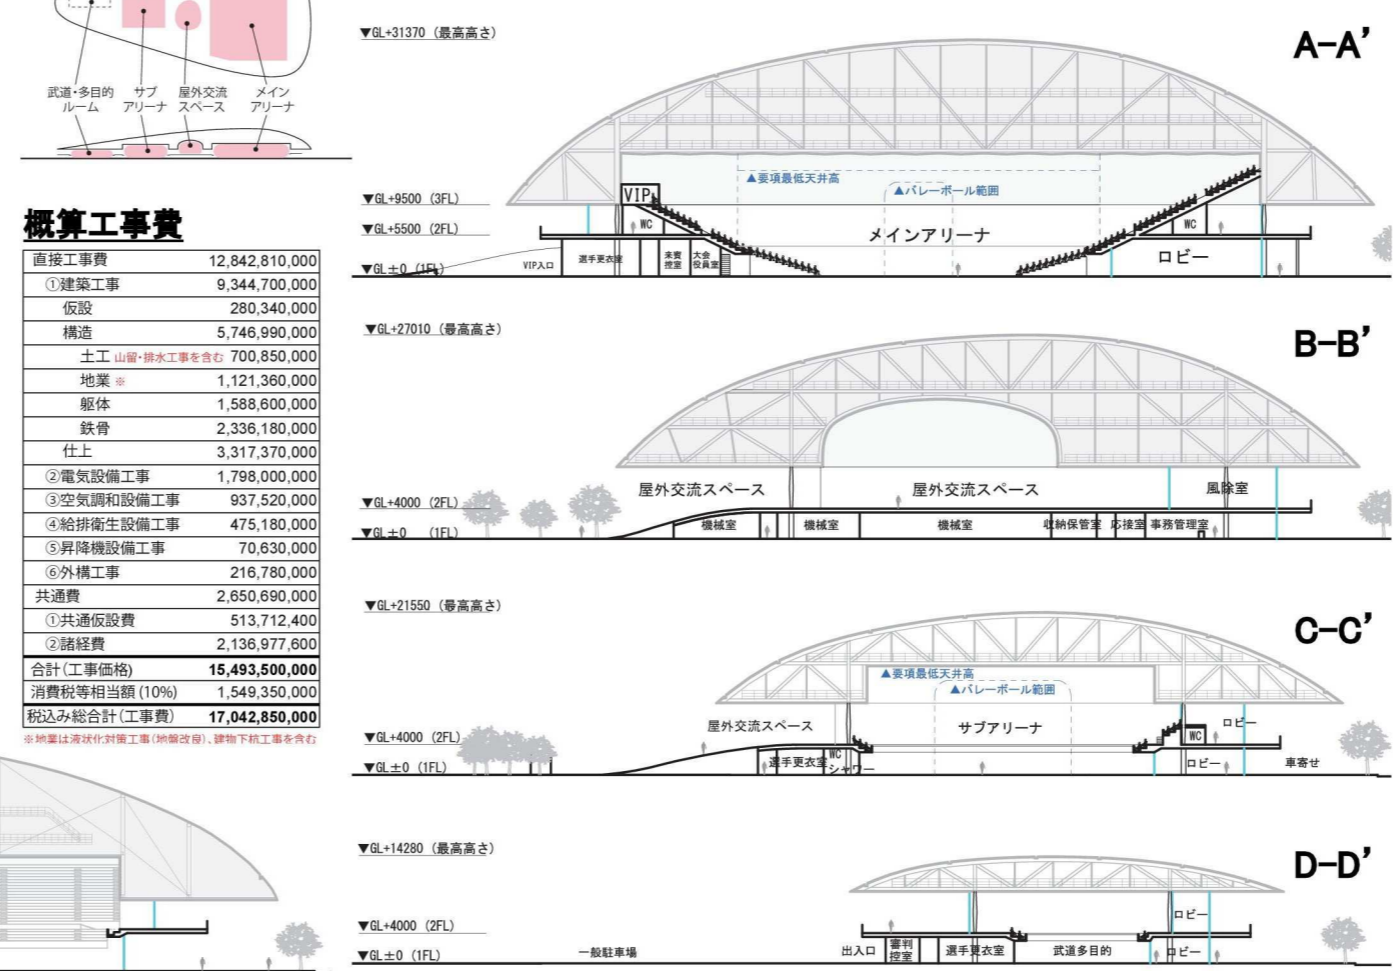 武道・多目的
ルーム
サブ
アリーナ
屋外交流
スペース
メイン
アリーナ
概算工事費
直接工事費 12,842,810,000
①建築工事 9,344,700,000
仮設 280,340,000
構造 5,746,990,000
土工 山留・排水工事を含む 700,850,000
地業 ※ 1,121,360,000
躯体 1,588,600,000
鉄骨 2,336,180,000
仕上 3,317,370,000
②電気設備工事 1,798,000,000
③空気調和設備工事 937,520,000
④給排衛生設備工事 475,180,000
⑤昇降機設備工事 70,630,000
⑥外構工事 216,780,000
共通費 2,650,690,000
①共通仮設費 513,712,400
②諸経費 2,136,977,600
合計(工事価格) 15,493,500,000
消費税等相当額(10%) 1,549,350,000
税込み総合計(工事費) 17,042,850,000
※地業は液状化対策工事(地盤改良)、建物下杭工事を含む
▼GL+31370 (最高高さ)
A-A'
▲要項最低天井高
▲バレーボール範囲
VIP
▼GL+9500 (3FL)
WC
WC
▼GL+5500 (2FL)
メインアリーナ
ロビー
VIP入口
選手更衣室
来賓
控室
大会
役員室
▼GL±0 (1FL)
▼GL+27010 (最高高さ)
B-B'
屋外交流スペース
屋外交流スペース
風除室
▼GL+4000 (2FL)
機械室
機械室
機械室
収納保管室
応接室
事務管理室
▼GL±0 (1FL)
▼GL+21550 (最高高さ)
C-C'
▲要項最低天井高
▲バレーボール範囲
屋外交流スペース
サブアリーナ
ロビー
WC
▼GL+4000 (2FL)
選手更衣室
WC
シャワー
ロビー
車寄せ
▼GL±0 (1FL)
▼GL+14280 (最高高さ)
D-D'
ロビー
▼GL+4000 (2FL)
一般駐車場
出入口
審判
控室
選手更衣室
武道多目的
ロビー
▼GL±0 (1FL)